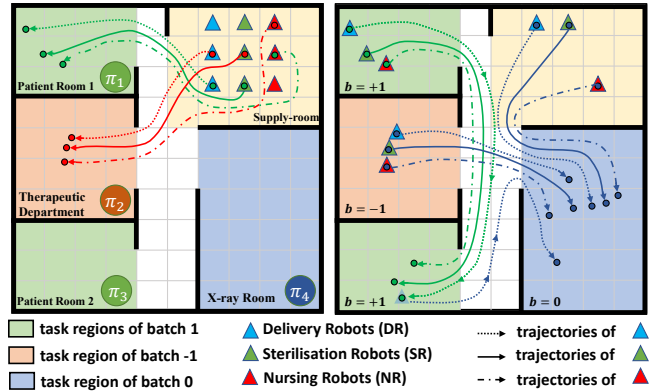 Patient Room 1
π₁
Supply-room
Therapeutic
Department
π₂
Patient Room 2
π₃
X-ray Room
π₄
b = +1
b = −1
b = +1
b = 0
task regions of batch 1
task region of batch -1
task region of batch 0
Delivery Robots (DR)
Sterilisation Robots (SR)
Nursing Robots (NR)
trajectories of
trajectories of
trajectories of